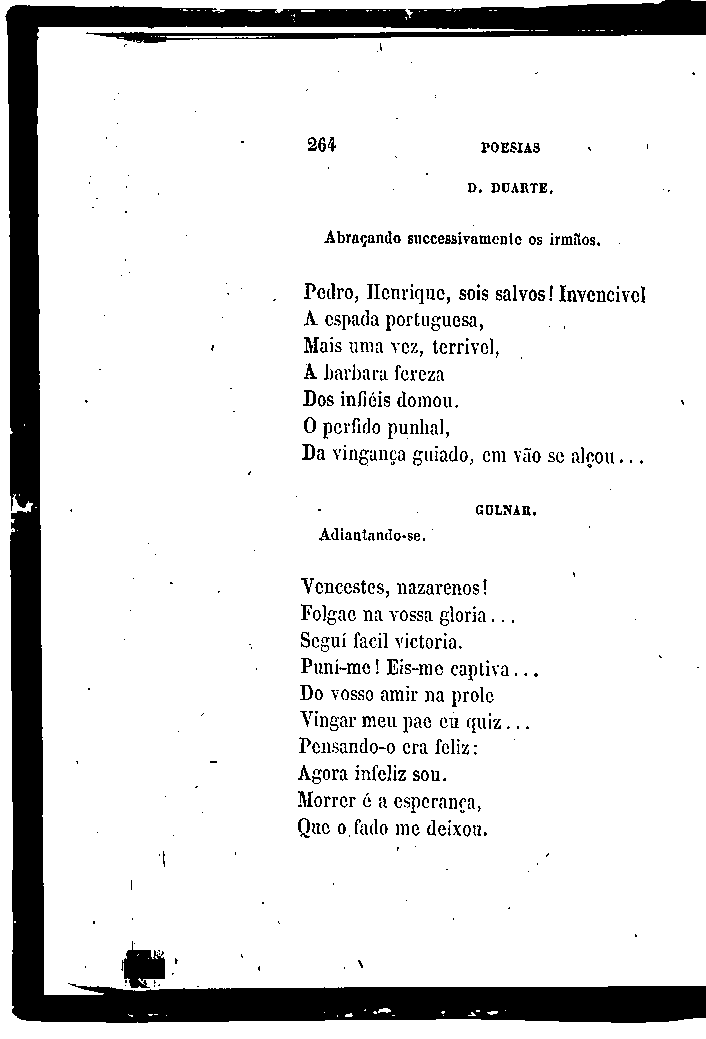 264 POESIAS
D. DUARTE.
Abraçando successivamente os irmãos.
Pedro, Henrique, sois salvos! Invencivel
A espada portuguesa,
Mais uma vez, terrivel,
A barbara fereza
Dos infiéis domou.
O perfido punhal,
Da vingança guiado, em vão se alçou...
GULNAR.
Adiantando-se.
Vencestes, nazarenos!
Folgae na vossa gloria...
Seguí facil victoria.
Puní-me! Eis-me captiva...
Do vosso amir na prole
Vingar meu pae eu quiz...
Pensando-o era feliz:
Agora infeliz sou.
Morrer é a esperança,
Que o fado me deixou.